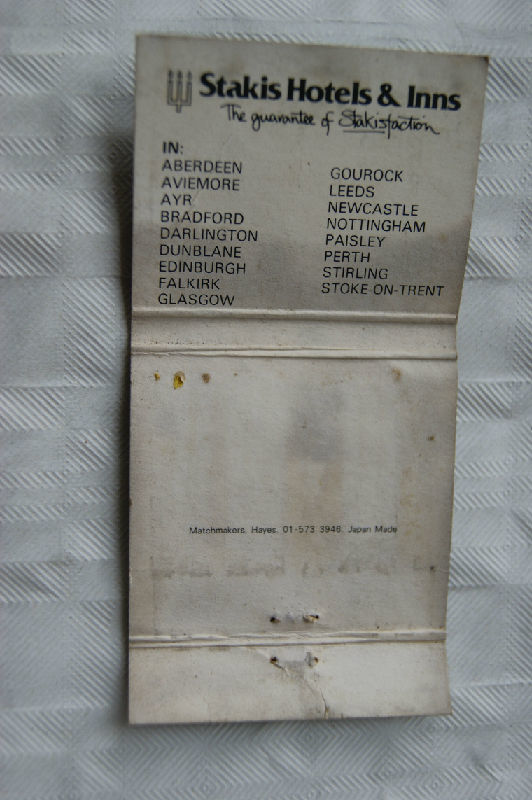 Stakis Hotels & Inns
The guarantee of Stakisfaction
IN:
ABERDEEN
AVIEMORE
AYR
BRADFORD
DARLINGTON
DUNBLANE
EDINBURGH
FALKIRK
GLASGOW
GOUROCK
LEEDS
NEWCASTLE
NOTTINGHAM
PAISLEY
PERTH
STIRLING
STOKE-ON-TRENT
Matchmakers, Hayes. 01-573 3946. Japan Made